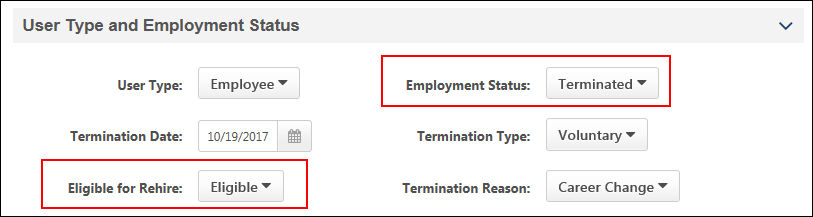 User Type and Employment Status
User Type: Employee Employment Status: Terminated
Termination Date: 10/19/2017 Termination Type: Voluntary
Eligible for Rehire: Eligible Termination Reason: Career Change